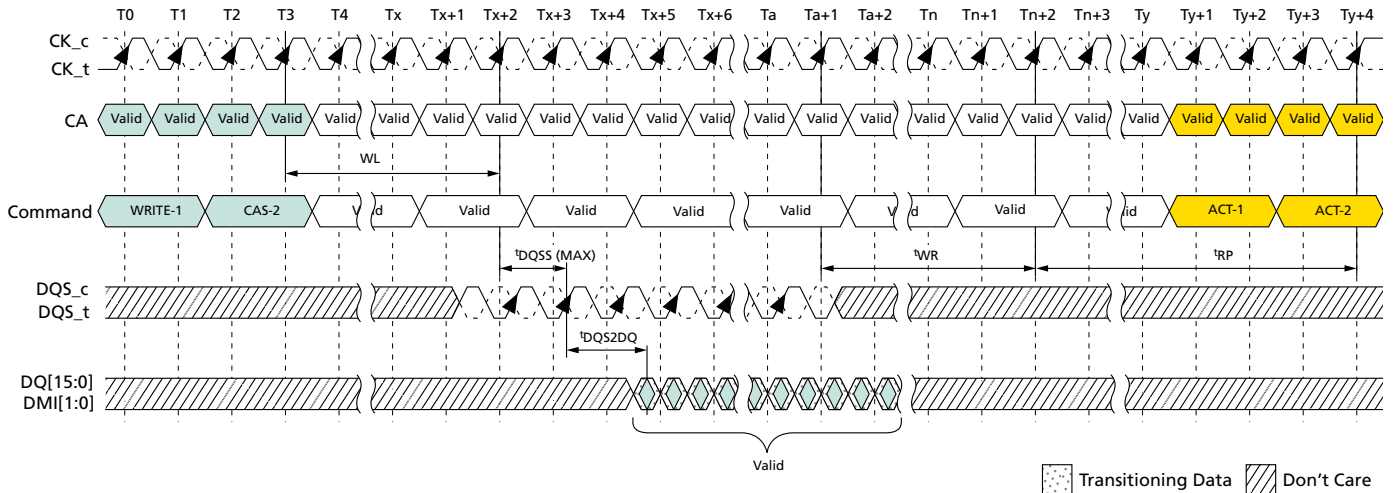 T0 T1 T2 T3 T4 Tx Tx+1 Tx+2 Tx+3 Tx+4 Tx+5 Tx+6 Ta Ta+1 Ta+2 Tn Tn+1 Tn+2 Tn+3 Ty Ty+1 Ty+2 Ty+3 Ty+4
CK_c
CK_t
CA Valid Valid Valid Valid Valid Valid Valid Valid Valid Valid Valid Valid Valid Valid Valid Valid Valid Valid Valid Valid Valid Valid Valid Valid
WL
Command WRITE-1 CAS-2 Valid Valid Valid Valid Valid Valid Valid Valid ACT-1 ACT-2
tDQSS (MAX) tWR tRP
DQS_c
DQS_t
tDQS2DQ
DQ[15:0]
DMI[1:0]
Valid
Transitioning Data Don't Care